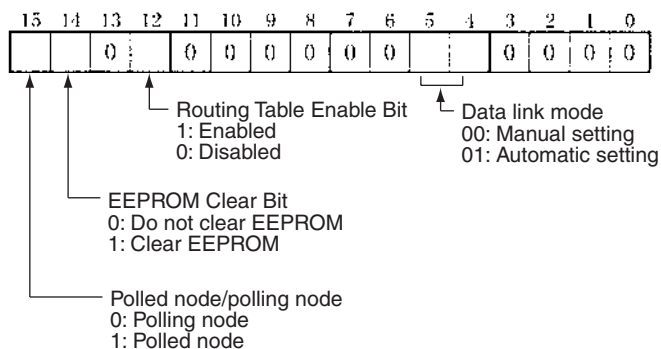 15 14 13 12 11 10 9 8 7 6 5 4 3 2 1 0
0 0 0 0 0 0 0 0 0 0 0
Routing Table Enable Bit
1: Enabled
0: Disabled
Data link mode
00: Manual setting
01: Automatic setting
EEPROM Clear Bit
0: Do not clear EEPROM
1: Clear EEPROM
Polled node/polling node
0: Polling node
1: Polled node